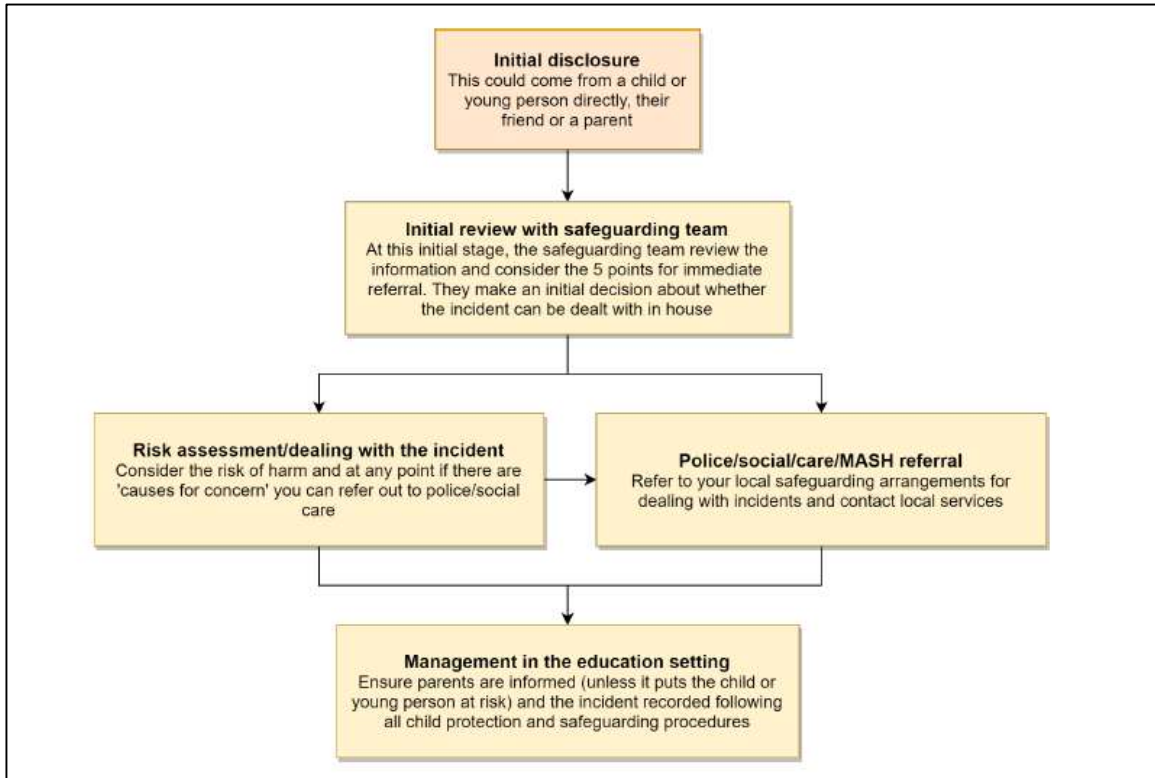 Initial disclosure
This could come from a child or
young person directly, their
friend or a parent
Initial review with safeguarding team
At this initial stage, the safeguarding team review the
information and consider the 5 points for immediate
referral. They make an initial decision about whether
the incident can be dealt with in house
Risk assessment/dealing with the incident
Consider the risk of harm and at any point if there are
'causes for concern' you can refer out to police/social
care
Police/social/care/MASH referral
Refer to your local safeguarding arrangements for
dealing with incidents and contact local services
Management in the education setting
Ensure parents are informed (unless it puts the child or
young person at risk) and the incident recorded following
all child protection and safeguarding procedures